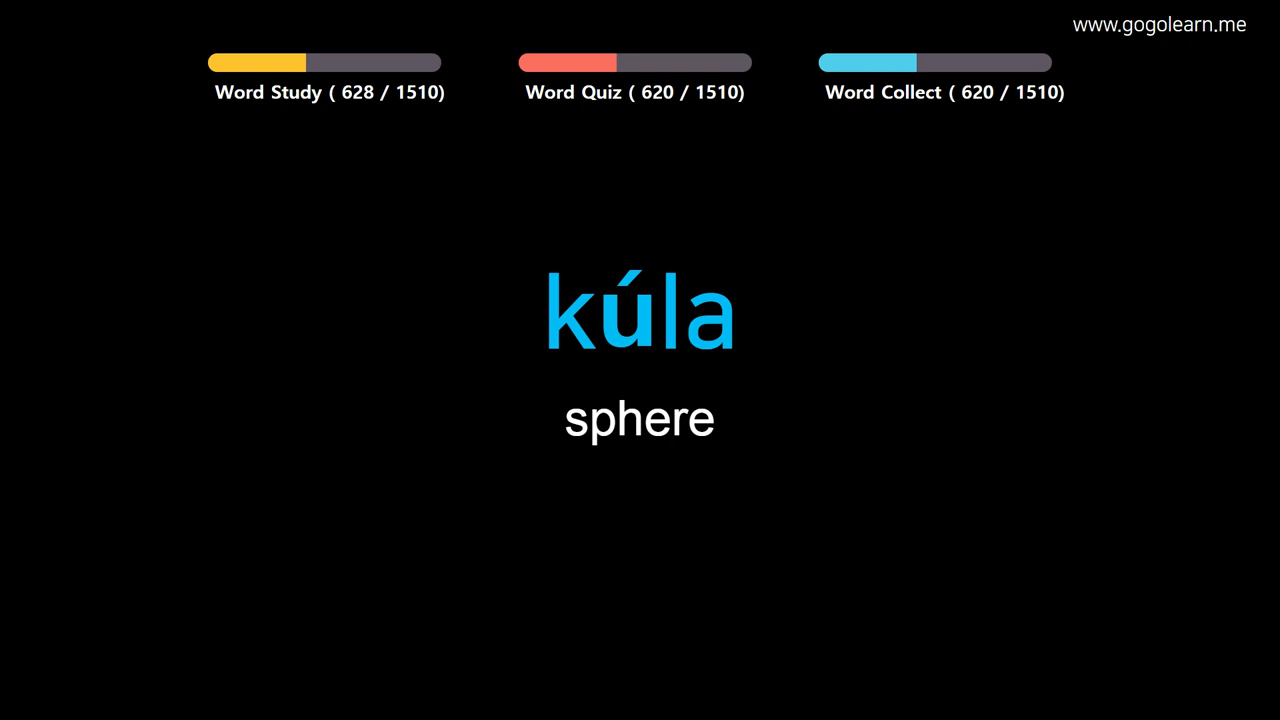 www.gogolearn.me
Word Study ( 628 / 1510)
Word Quiz ( 620 / 1510)
Word Collect ( 620 / 1510)
kúla
sphere